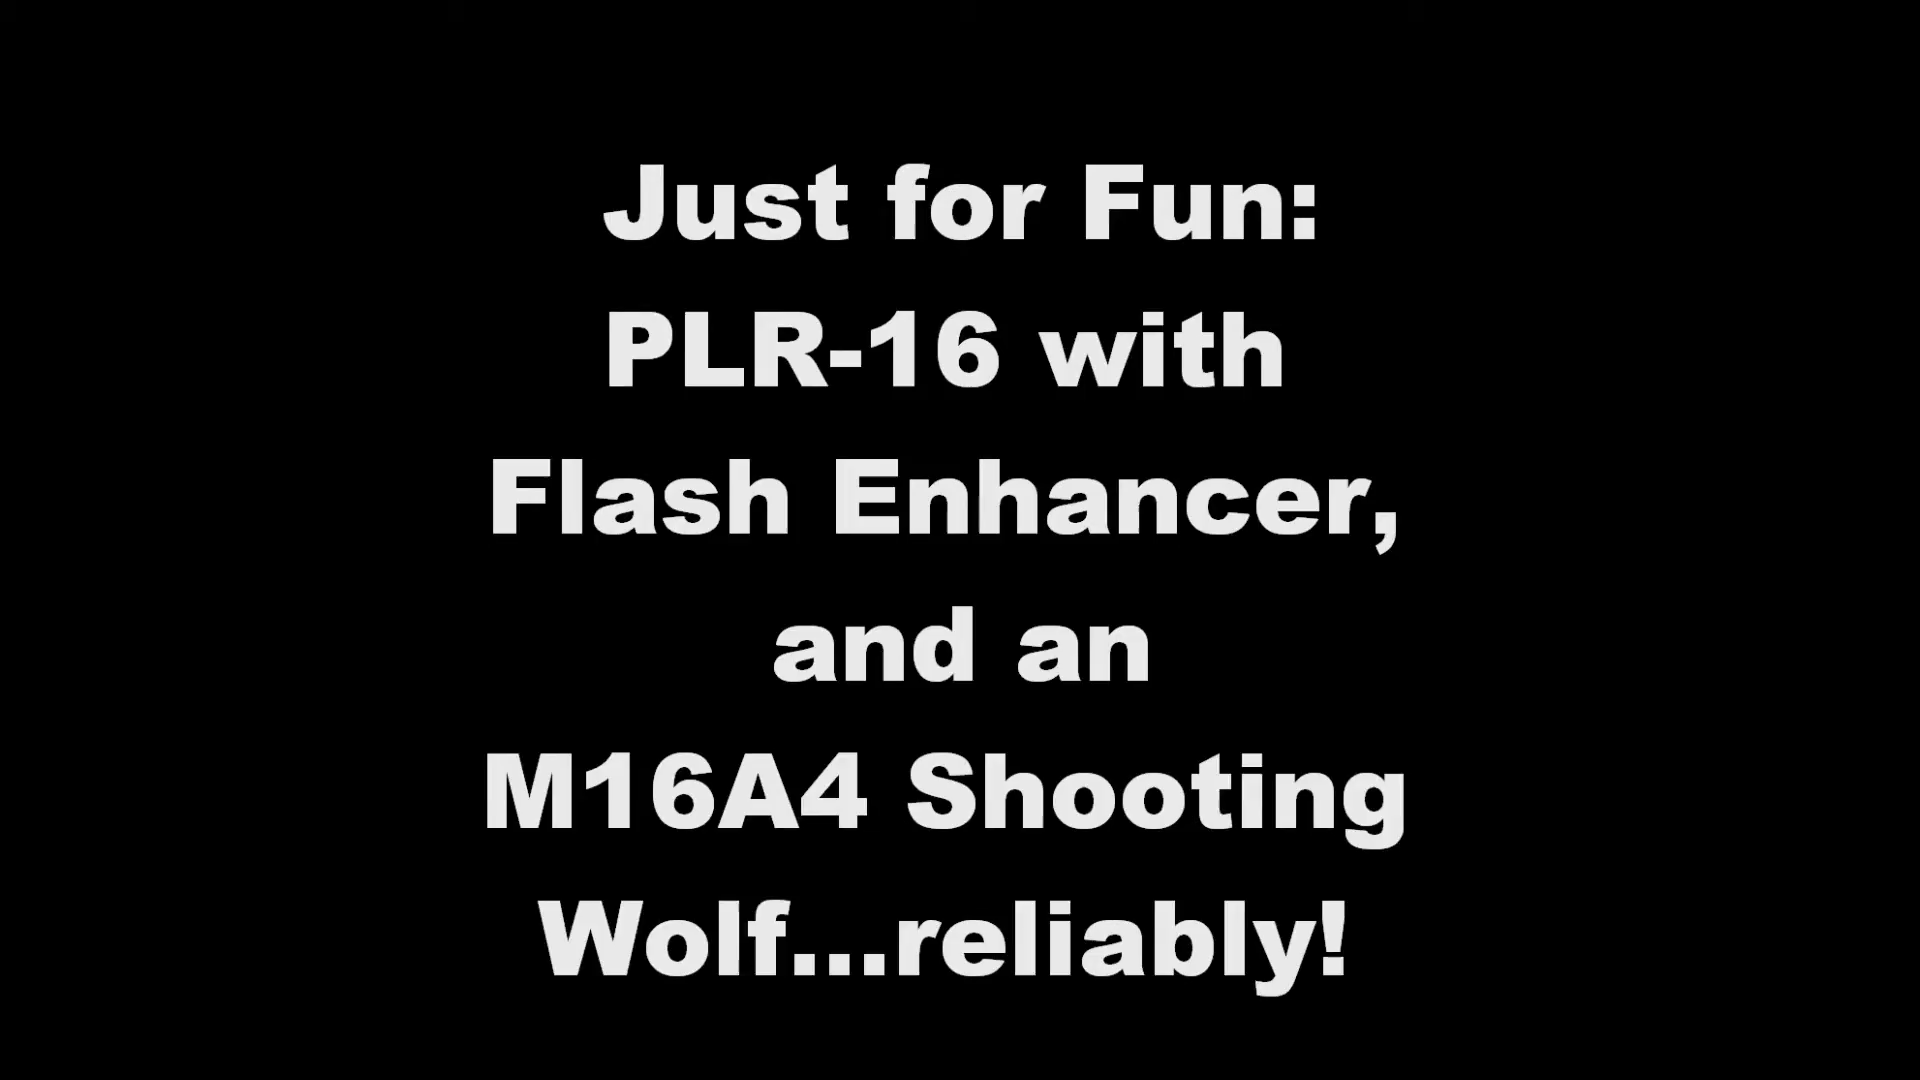 Just for Fun:
PLR-16 with
Flash Enhancer,
and an
M16A4 Shooting
Wolf...reliably!